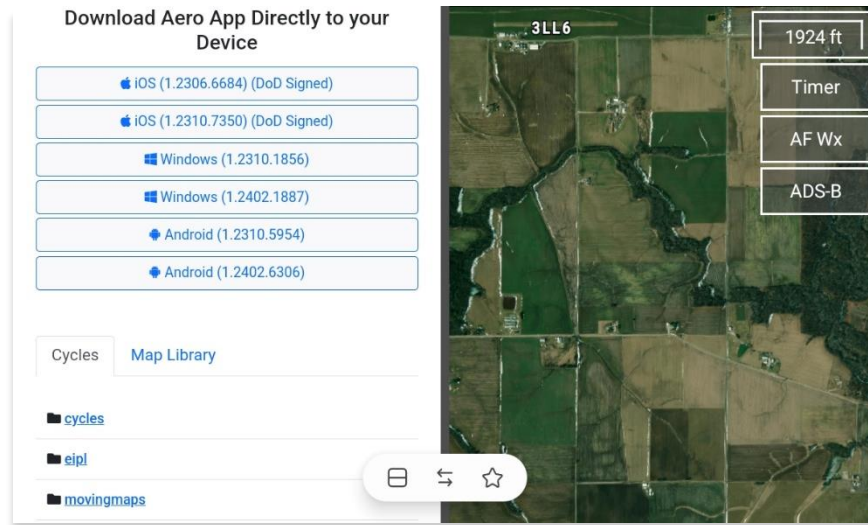 Download Aero App Directly to your
Device
iOS (1.2306.6684) (DoD Signed)
iOS (1.2310.7350) (DoD Signed)
Windows (1.2310.1856)
Windows (1.2402.1887)
Android (1.2310.5954)
Android (1.2402.6306)
Cycles
Map Library
cycles
eipl
movingmaps
3LL6
1924 ft
Timer
AF Wx
ADS-B